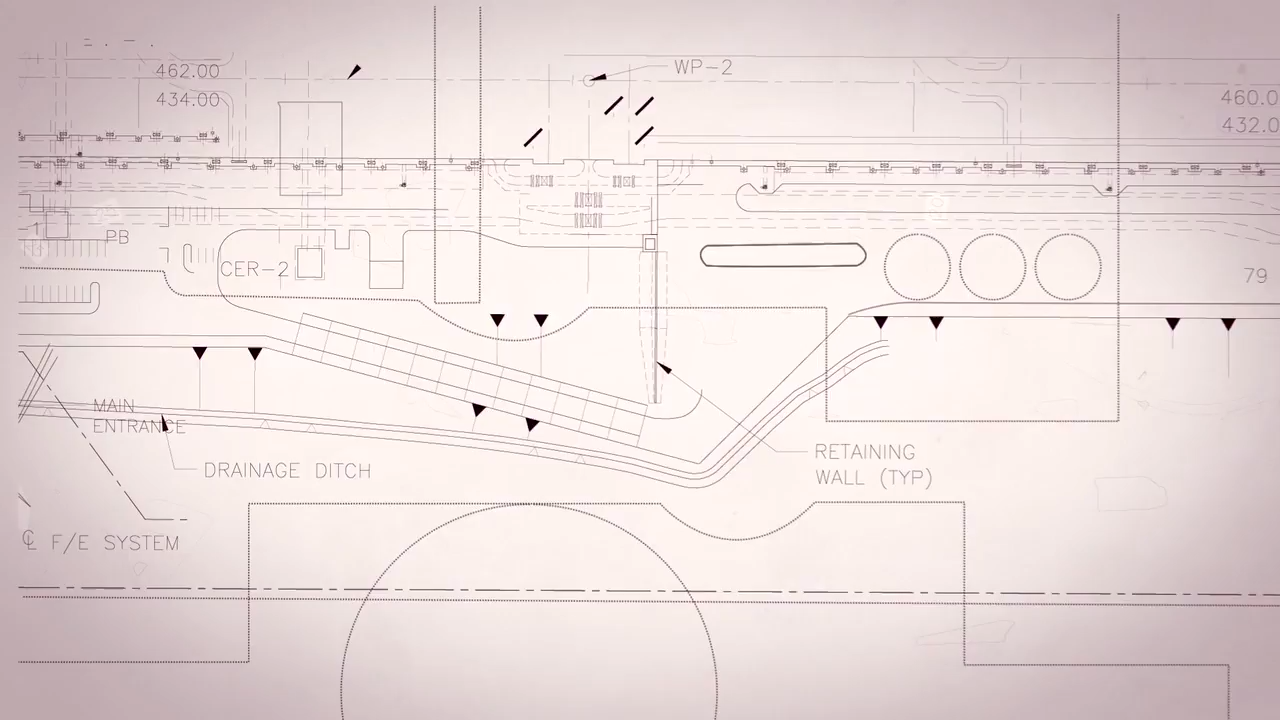 462.00
434.00
WP-2
460.0
432.0
1
PB
CER-2
79
MAIN
ENTRANCE
DRAINAGE DITCH
RETAINING
WALL (TYP)
℄ F/E SYSTEM